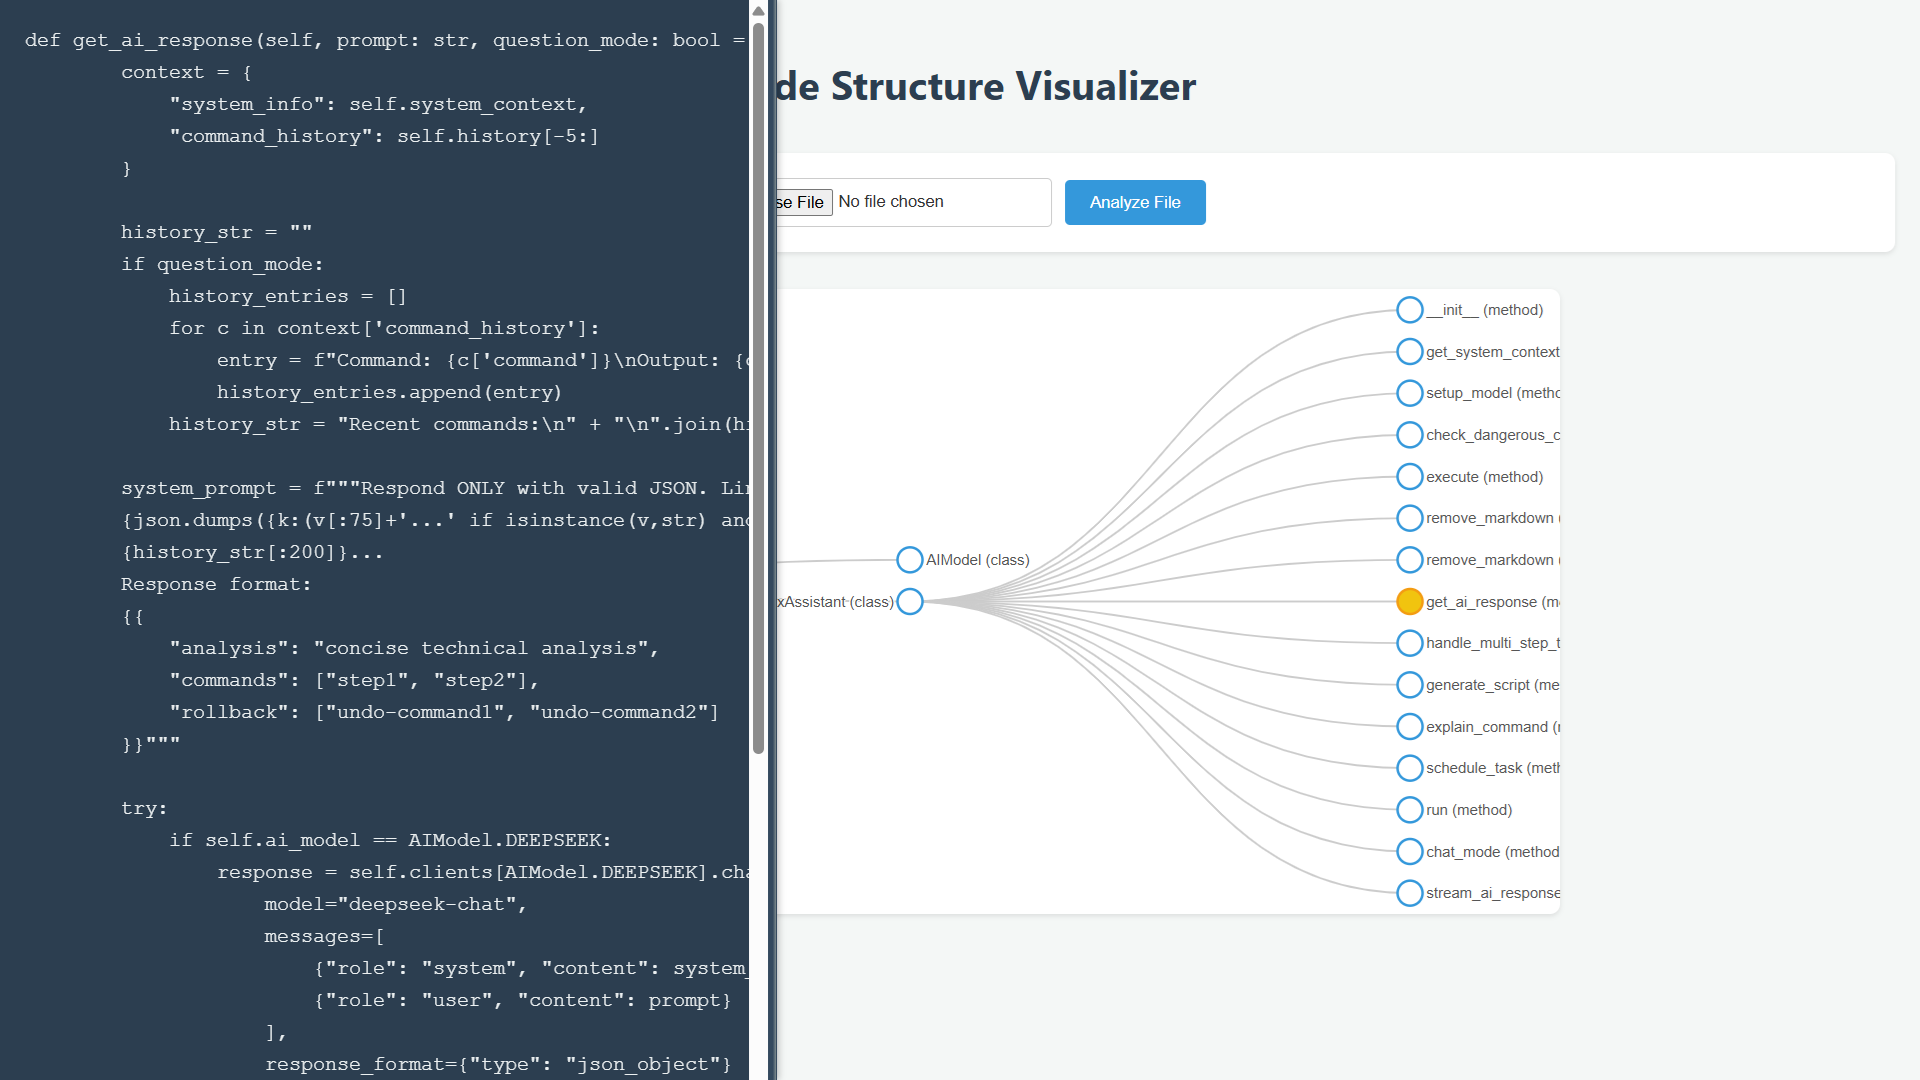 def get_ai_response(self, prompt: str, question_mode: bool =
context = {
"system_info": self.system_context,
"command_history": self.history[-5:]
}
history_str = ""
if question_mode:
history_entries = []
for c in context['command_history']:
entry = f"Command: {c['command']}\nOutput: {
history_entries.append(entry)
history_str = "Recent commands:\n" + "\n".join(hi
system_prompt = f"""Respond ONLY with valid JSON. Lin
{json.dumps({k:(v[:75]+'...' if isinstance(v,str) and
{history_str[:200]}...
Response format:
{{
"analysis": "concise technical analysis",
"commands": ["step1", "step2"],
"rollback": ["undo-command1", "undo-command2"]
}}"""
try:
if self.ai_model == AIModel.DEEPSEEK:
response = self.clients[AIModel.DEEPSEEK].cha
model="deepseek-chat",
messages=[
{"role": "system", "content": system_
{"role": "user", "content": prompt}
],
response_format={"type": "json_object"}
de Structure Visualizer
se File No file chosen
Analyze File
AIModel (class)
xAssistant (class)
__init__ (method)
get_system_context
setup_model (metho
check_dangerous_c
execute (method)
remove_markdown (
remove_markdown (
get_ai_response (me
handle_multi_step_t
generate_script (me
explain_command (r
schedule_task (meth
run (method)
chat_mode (method
stream_ai_response